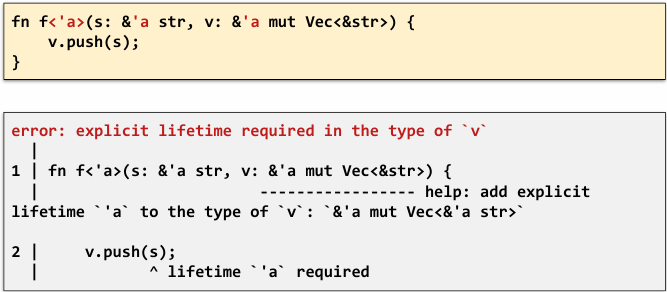 fn f<'a>(s: &'a str, v: &'a mut Vec<&str>) {
    v.push(s);
}
error: explicit lifetime required in the type of `v`
  |
1 | fn f<'a>(s: &'a str, v: &'a mut Vec<&str>) {
  |                         ----------------- help: add explicit
lifetime `'a` to the type of `v`: `&'a mut Vec<&'a str>`
2 |     v.push(s);
  |            ^ lifetime `'a` required